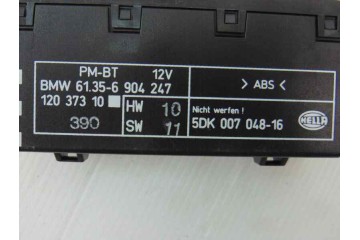 PM-BT 12V
BMW 61.35-6 904 247
120 373 10 HW 10
390 SW 11
> ABS <
Nicht werfen !
5DK 007 048-16
HELLA